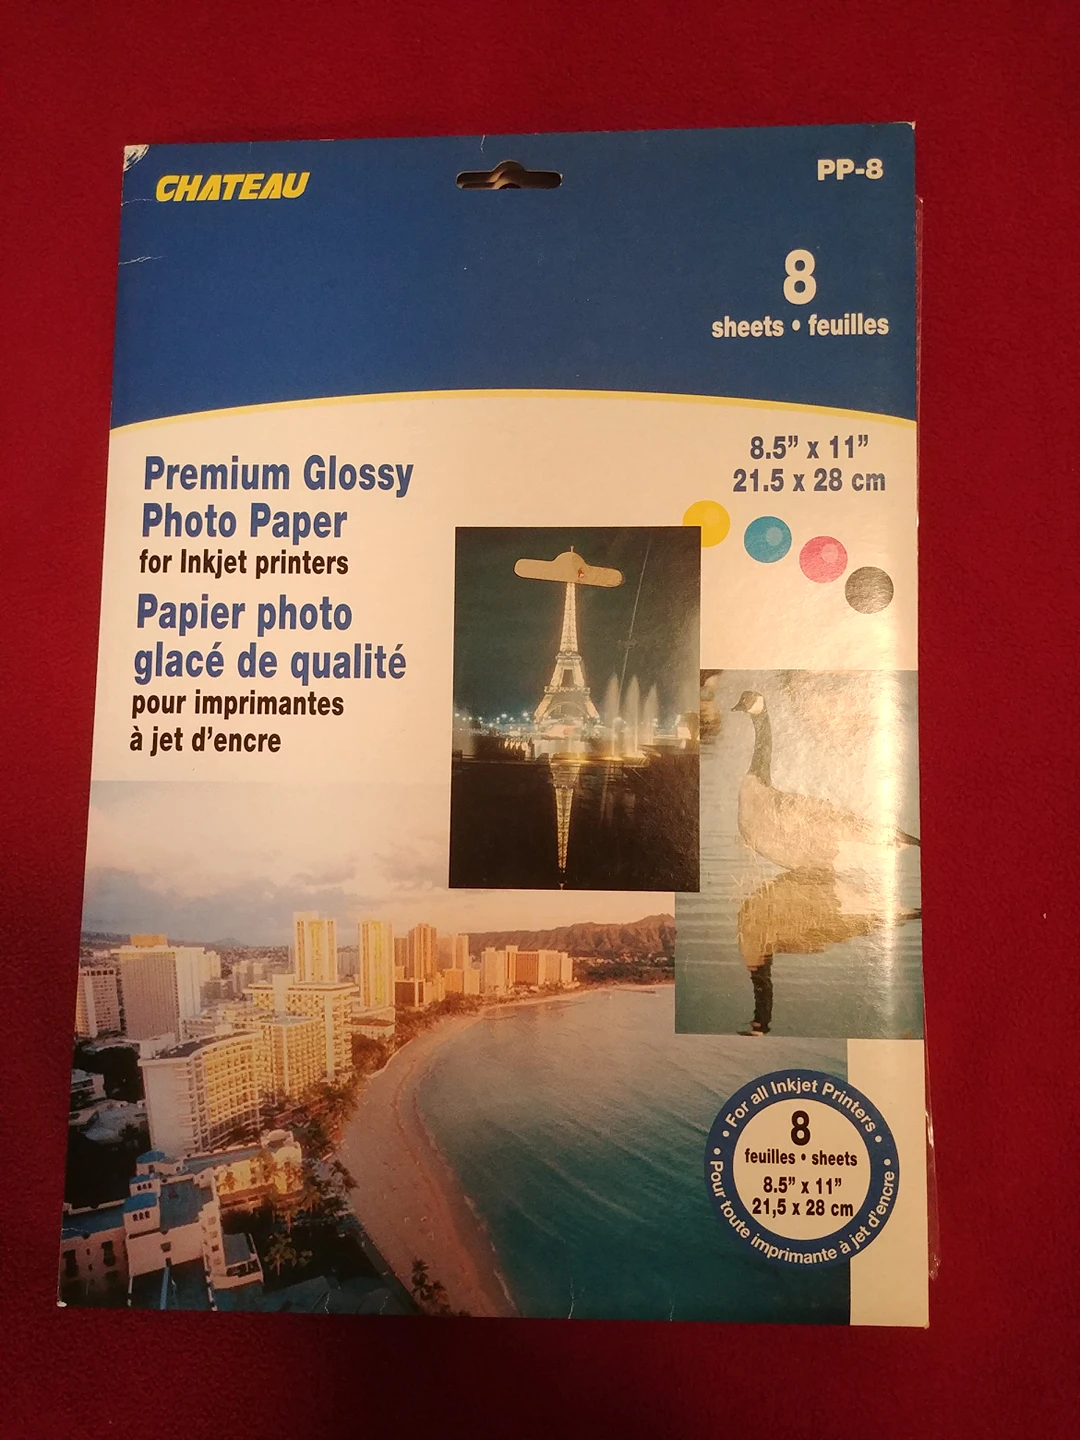 CHATEAU
PP-8
8
sheets • feuilles
8.5” x 11”
21.5 x 28 cm
Premium Glossy
Photo Paper
for Inkjet printers
Papier photo
glacé de qualité
pour imprimantes
à jet d’encre
• For all Inkjet Printers •
8
feuilles • sheets
8.5” x 11”
21,5 x 28 cm
• Pour toute imprimante à jet d’encre •